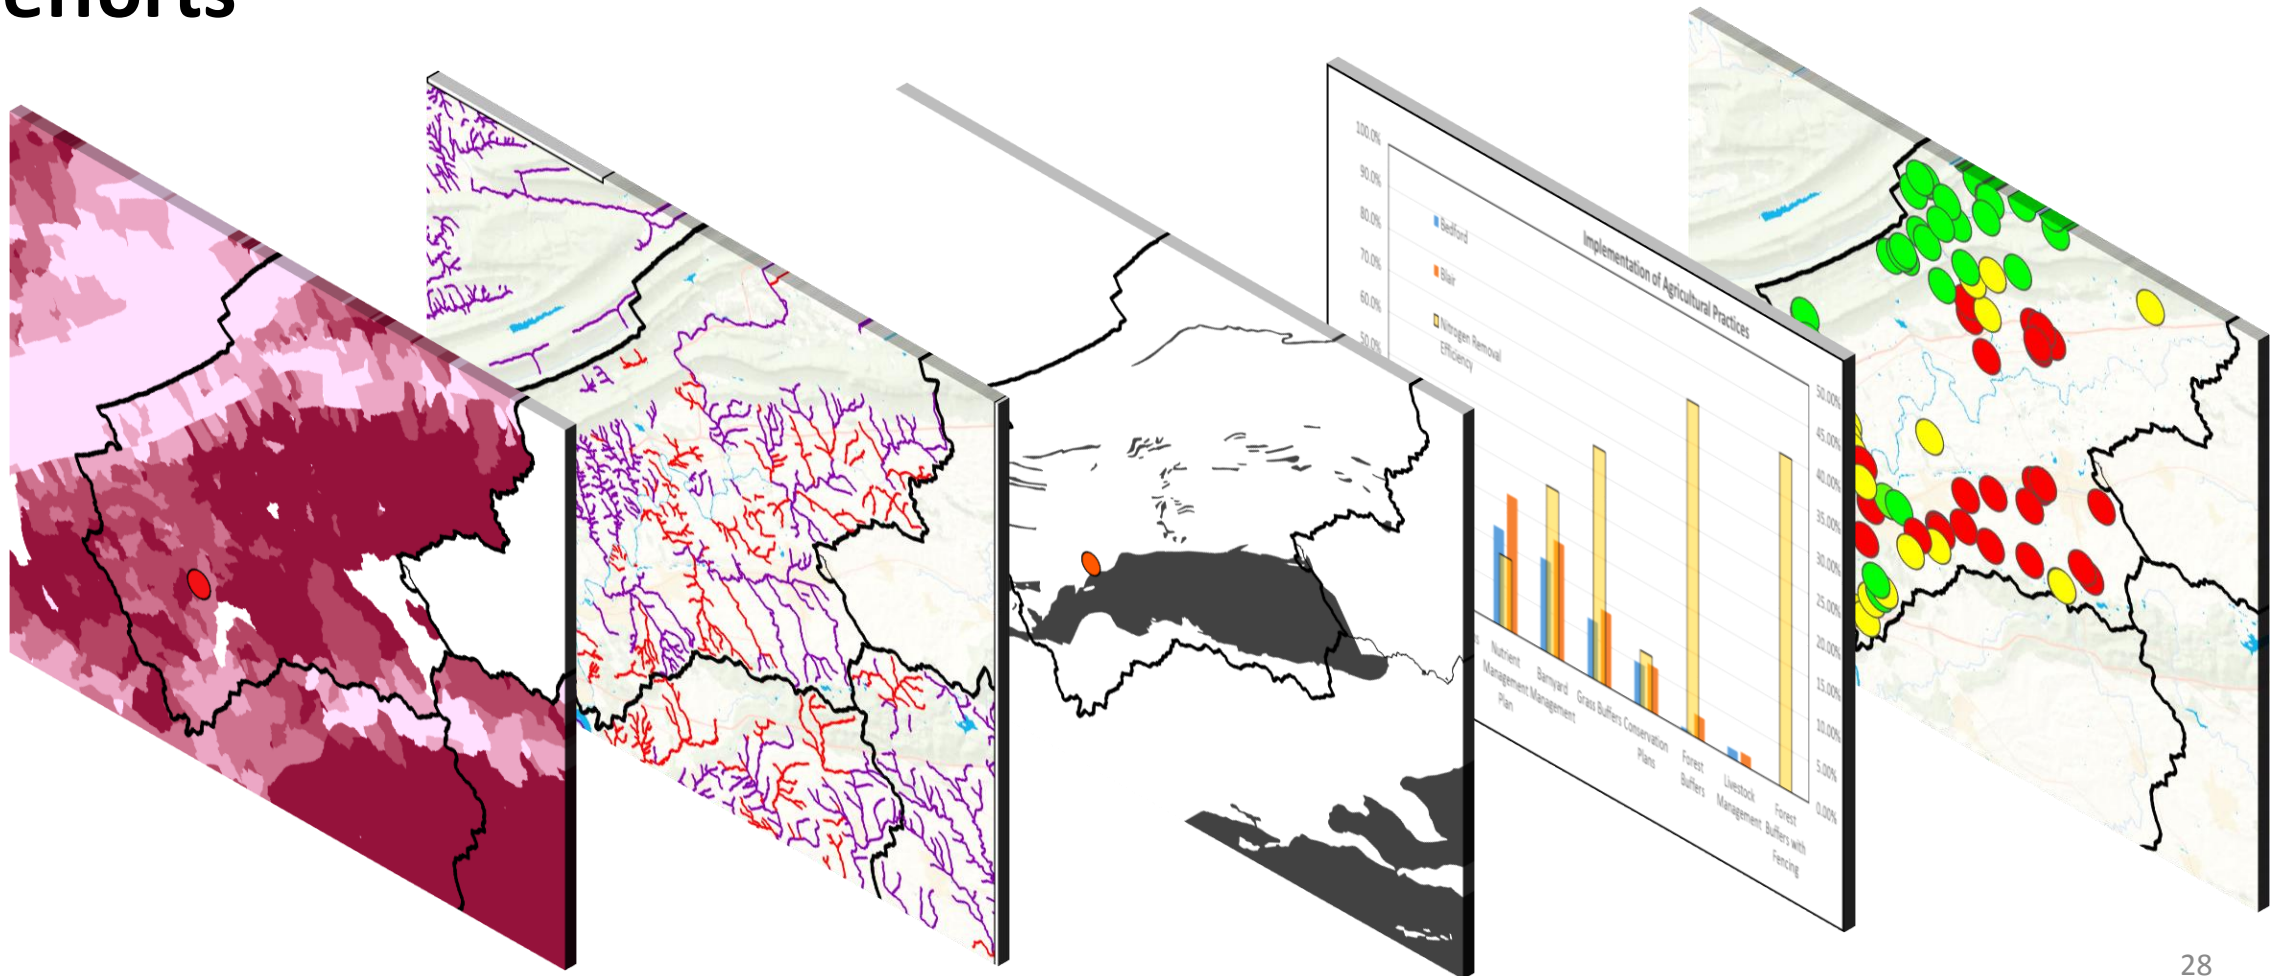 efforts
Implementation of Agricultural Practices
100.0%
90.0%
80.0%
70.0%
60.0%
50.0%
Bedford
Blair
Nitrogen Removal
Efficiency
50.00%
45.00%
40.00%
35.00%
30.00%
25.00%
20.00%
15.00%
10.00%
5.00%
0.00%
Nutrient
Management
Plan
Barnyard
Management
Grass Buffers
Conservation
Plans
Forest
Buffers
Livestock
Management
Forest
Buffers with
Fencing
28